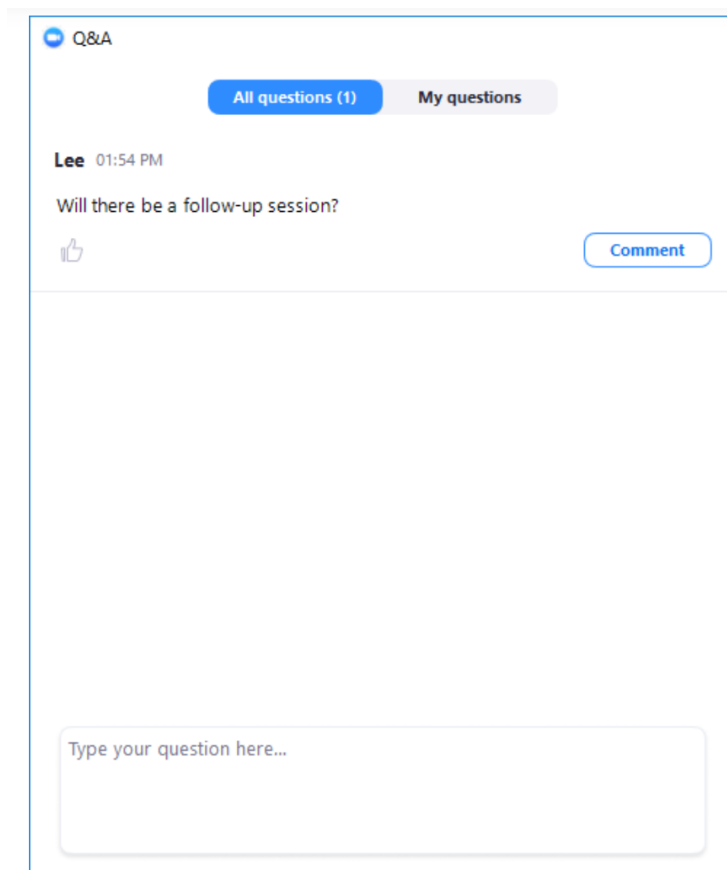 Q&A
All questions (1) My questions
Lee 01:54 PM
Will there be a follow-up session?
Comment
Type your question here...